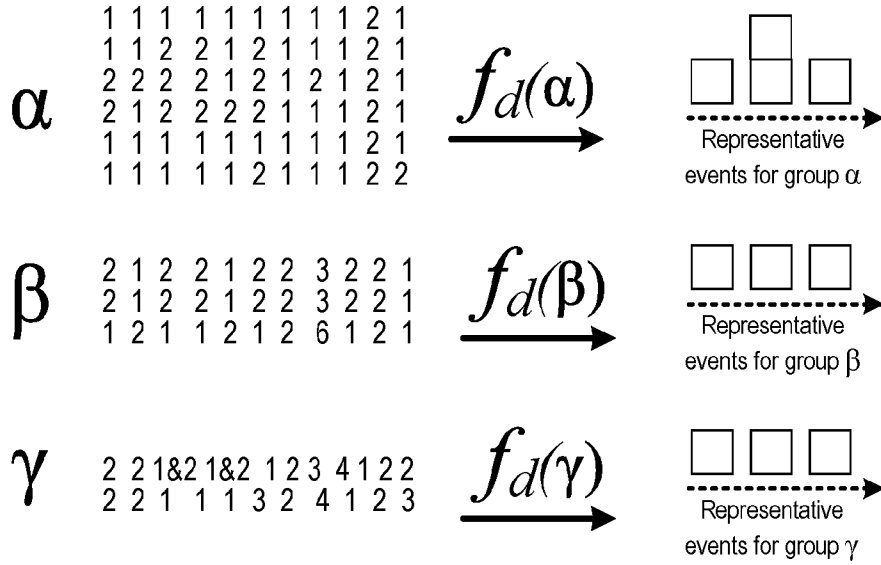 α
1 1 1 1 1 1 1 1 1 2 1
1 1 2 2 1 2 1 1 1 2 1
2 2 2 2 1 2 1 2 1 2 1
2 1 2 2 2 2 1 1 1 2 1
1 1 1 1 1 1 1 1 1 2 1
1 1 1 1 1 2 1 1 1 2 2
fd(α)
Representative
events for group α
β
2 1 2 2 1 2 2 3 2 2 1
2 1 2 2 1 2 2 3 2 2 1
1 2 1 1 2 1 2 6 1 2 1
fd(β)
Representative
events for group β
γ
2 2 1&2 1&2 1 2 3 4 1 2 2
2 2 1 1 1 3 2 4 1 2 3
fd(γ)
Representative
events for group γ